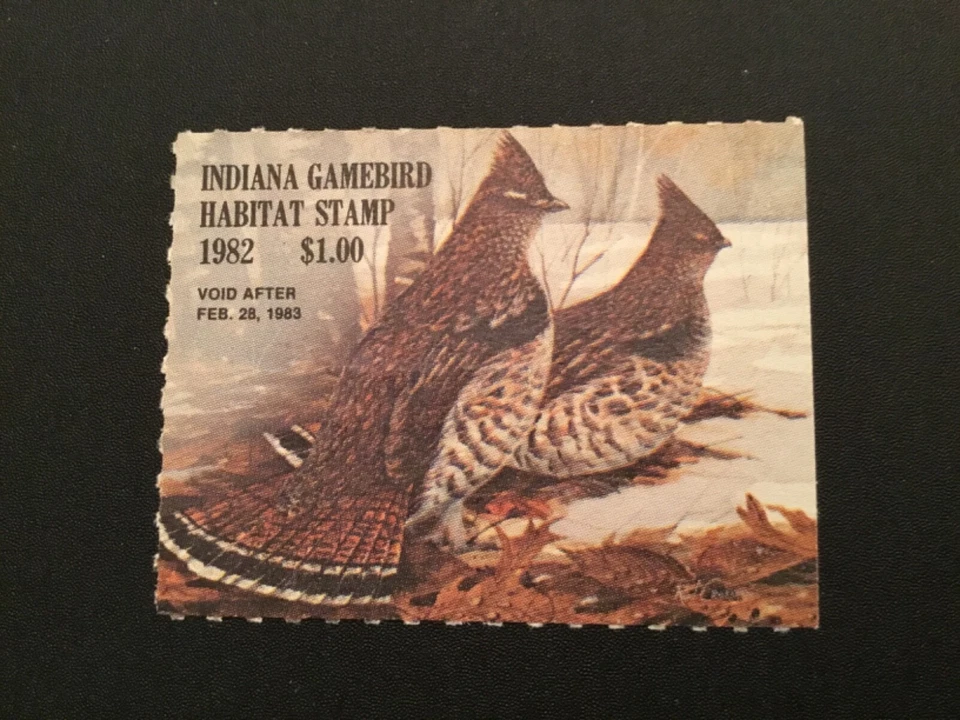 INDIANA GAMEBIRD
HABITAT STAMP
1982 $1.00
VOID AFTER
FEB. 28, 1983